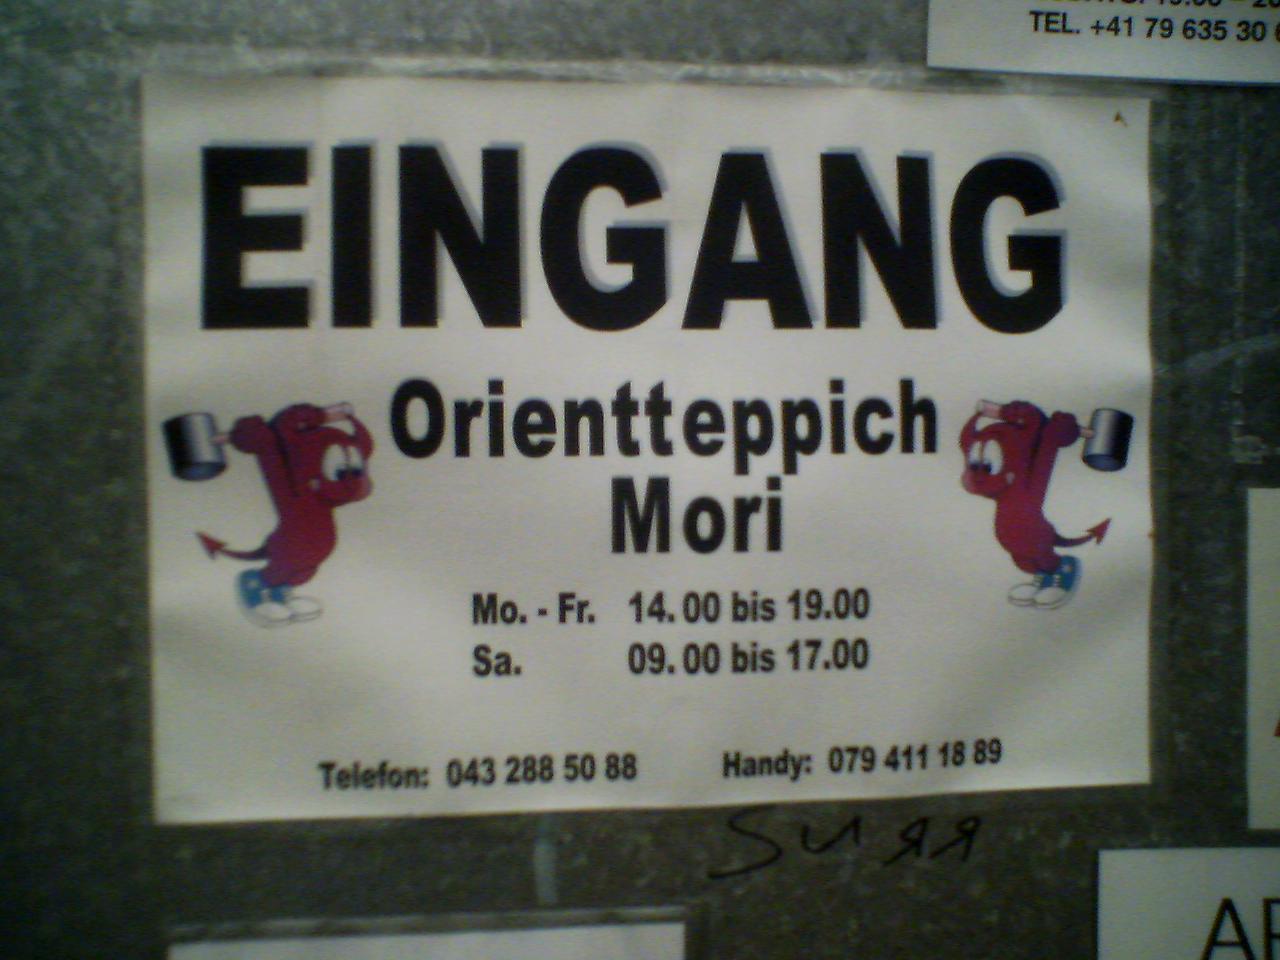 TEL. +41 79 635 30
EINGANG
Orientteppich
Mori
Mo. - Fr. 14.00 bis 19.00
Sa. 09.00 bis 17.00
Telefon: 043 288 50 88 Handy: 079 411 18 89